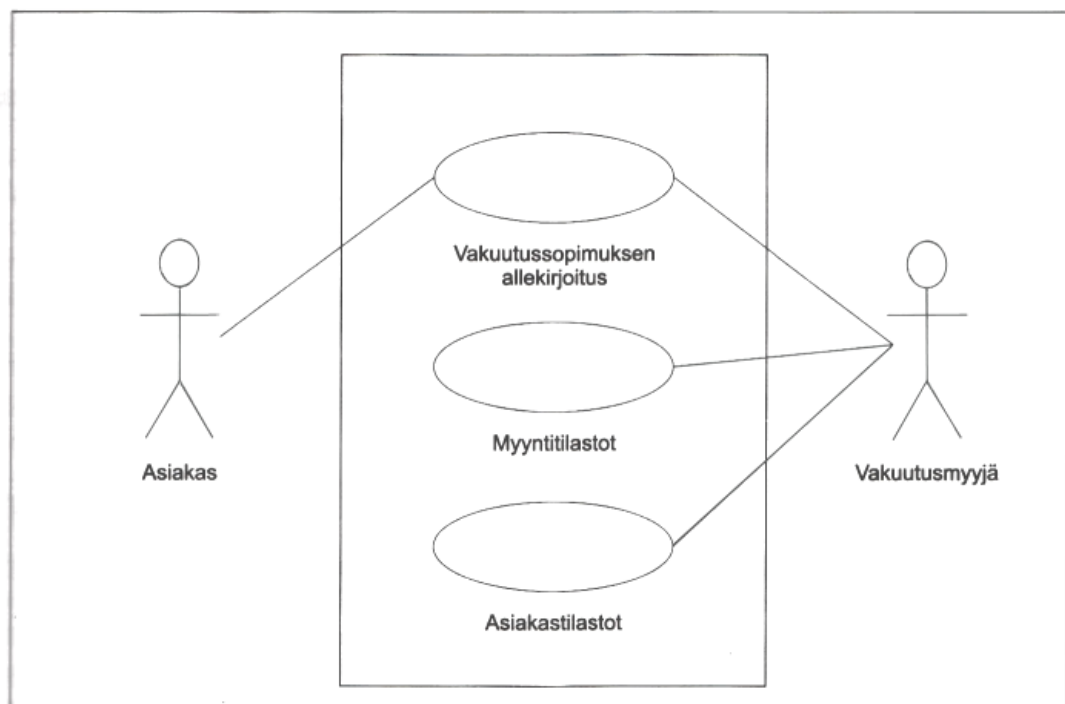 Vakuutussopimuksen
allekirjoitus
Myyntitilastot
Asiakas
Vakuutusmyyjä
Asiakastilastot